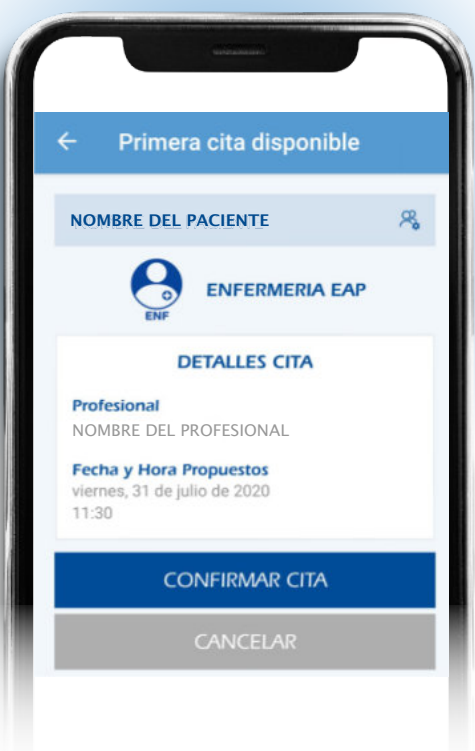 Primera cita disponible
NOMBRE DEL PACIENTE
ENF
ENFERMERIA EAP
DETALLES CITA
Profesional
NOMBRE DEL PROFESIONAL
Fecha y Hora Propuestos
viernes, 31 de julio de 2020
11:30
CONFIRMAR CITA
CANCELAR